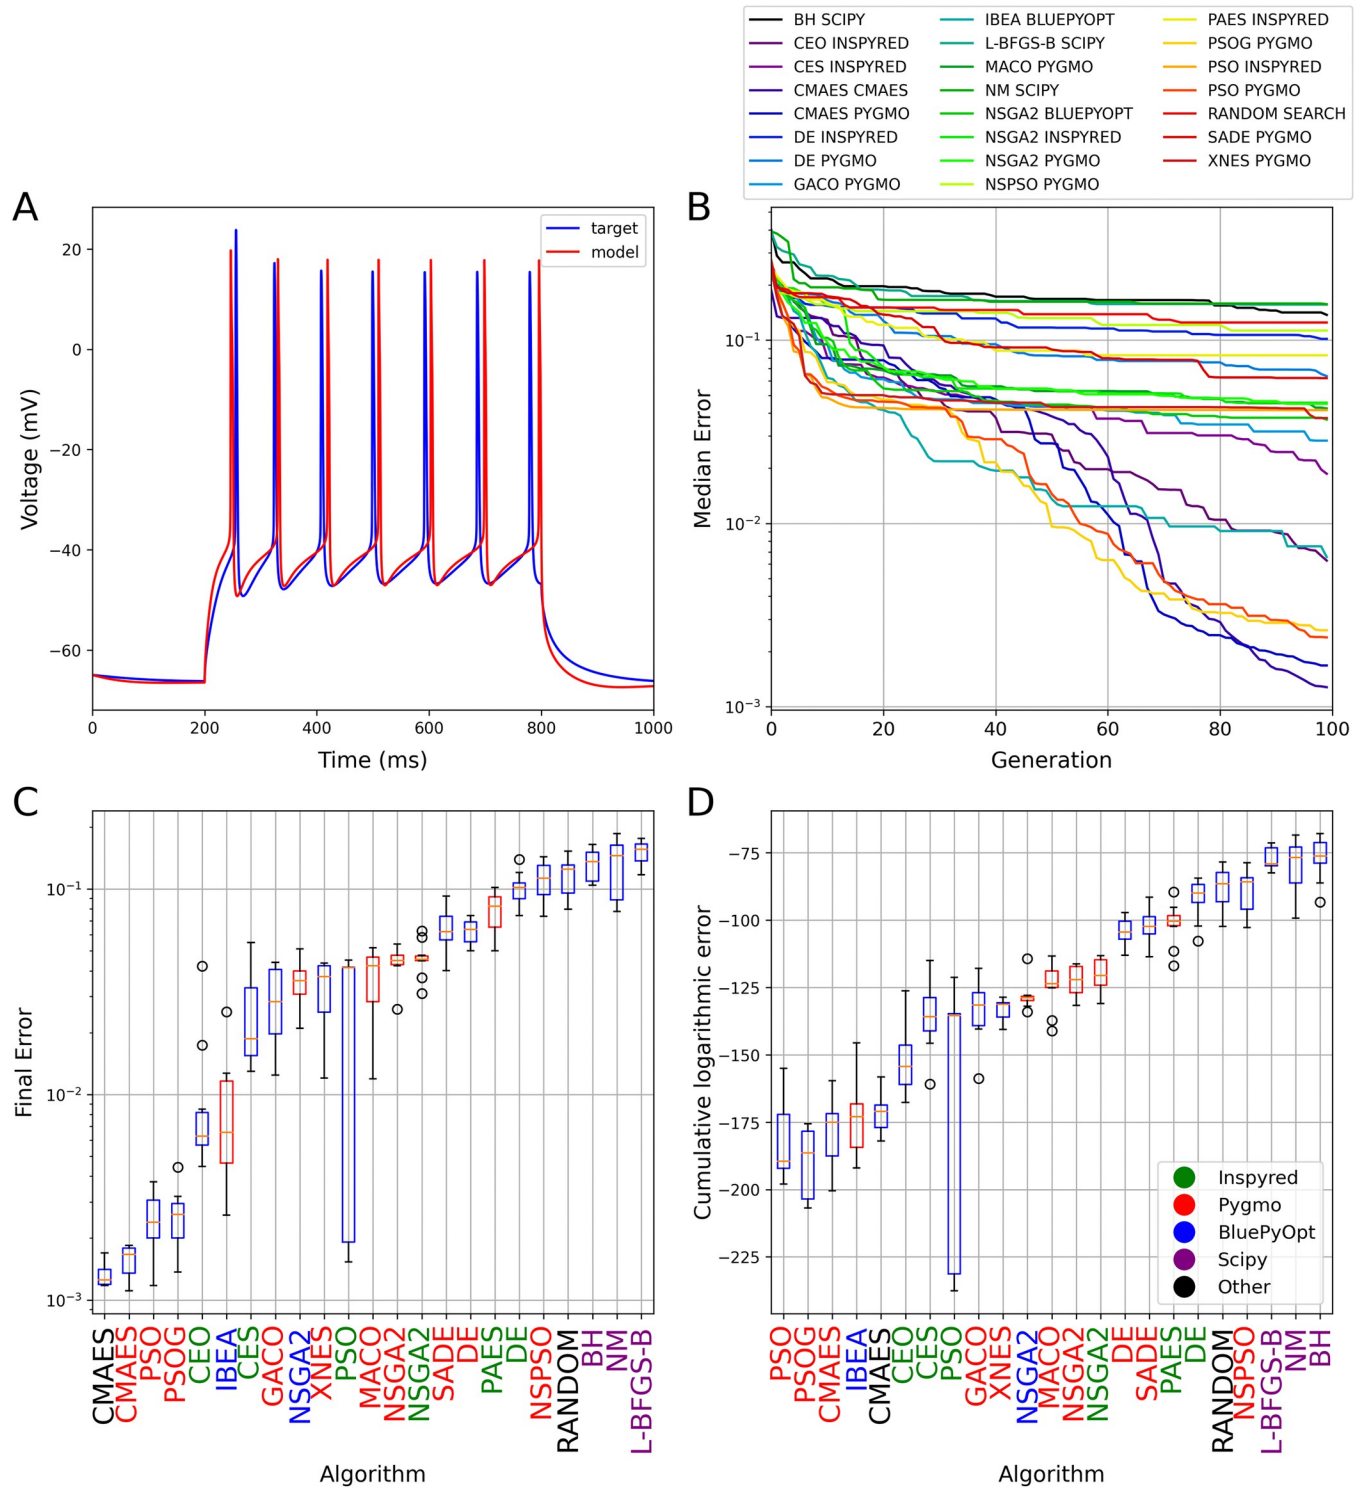 BH SCIPY
CEO INSPYRED
CES INSPYRED
CMAES CMAES
CMAES PYGMO
DE INSPYRED
DE PYGMO
GACO PYGMO
IBEA BLUEPYOPT
L-BFGS-B SCIPY
MACO PYGMO
NM SCIPY
NSGA2 BLUEPYOPT
NSGA2 INSPYRED
NSGA2 PYGMO
NSPSO PYGMO
PAES INSPYRED
PSOG PYGMO
PSO INSPYRED
PSO PYGMO
RANDOM SEARCH
SADE PYGMO
XNES PYGMO
A
target
model
20
0
−20
−40
−60
Voltage (mV)
0 200 400 600 800 1000
Time (ms)
B
10⁻¹
10⁻²
10⁻³
Median Error
0 20 40 60 80 100
Generation
C
10⁻¹
10⁻²
10⁻³
Final Error
CMAES
CMAES
PSO
PSOG
CEO
IBEA
CES
GACO
NSGA2
XNES
PSO
MACO
NSGA2
NSGA2
SADE
DE
PAES
DE
NSPSO
RANDOM
BH
NM
L-BFGS-B
Algorithm
D
−75
−100
−125
−150
−175
−200
−225
Cumulative logarithmic error
Inspyred
Pygmo
BluePyOpt
Scipy
Other
PSO
PSOG
CMAES
IBEA
CMAES
CEO
CES
PSO
GACO
XNES
NSGA2
MACO
NSGA2
NSGA2
DE
SADE
PAES
DE
RANDOM
NSPSO
L-BFGS-B
NM
BH
Algorithm